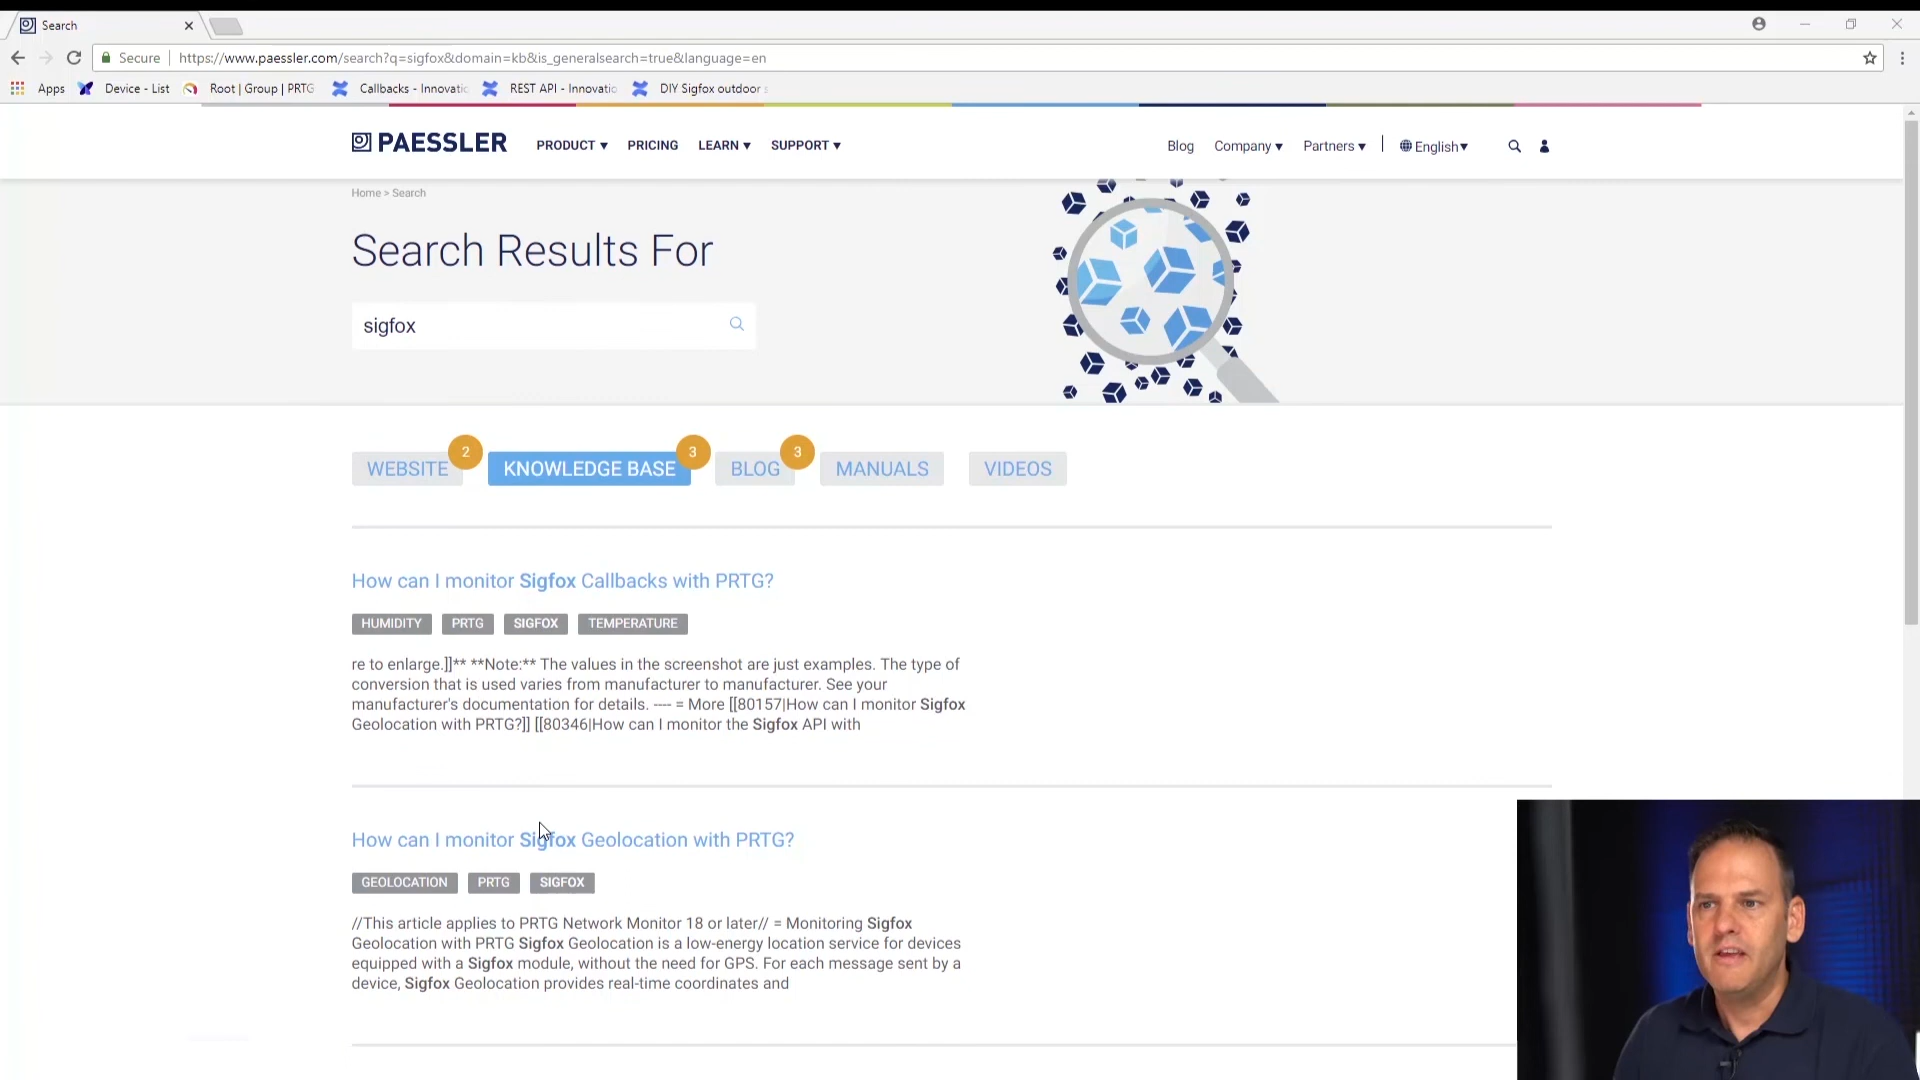 Search
Secure https://www.paessler.com/search?q=sigfox&domain=kb&is_generalsearch=true&language=en
Apps Device - List Root | Group | PRTG Callbacks - Innovatio REST API - Innovatio DIY Sigfox outdoor s
PAESSLER PRODUCT PRICING LEARN SUPPORT Blog Company Partners English
Home > Search
Search Results For
sigfox
WEBSITE 2 KNOWLEDGE BASE 3 BLOG 3 MANUALS VIDEOS
How can I monitor Sigfox Callbacks with PRTG?
HUMIDITY PRTG SIGFOX TEMPERATURE
re to enlarge.]]** **Note:** The values in the screenshot are just examples. The type of
conversion that is used varies from manufacturer to manufacturer. See your
manufacturer's documentation for details. ---- = More [[80157|How can I monitor Sigfox
Geolocation with PRTG?]] [[80346|How can I monitor the Sigfox API with
How can I monitor Sigfox Geolocation with PRTG?
GEOLOCATION PRTG SIGFOX
//This article applies to PRTG Network Monitor 18 or later// = Monitoring Sigfox
Geolocation with PRTG Sigfox Geolocation is a low-energy location service for devices
equipped with a Sigfox module, without the need for GPS. For each message sent by a
device, Sigfox Geolocation provides real-time coordinates and